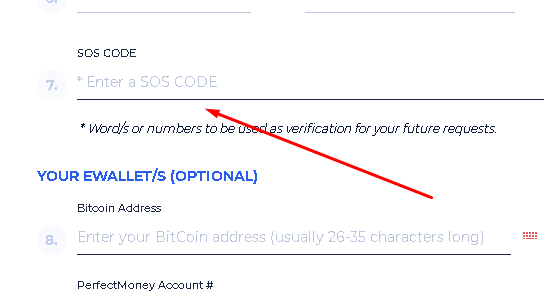 SOS CODE
7.
* Enter a SOS CODE
* Word/s or numbers to be used as verification for your future requests.
YOUR EWALLET/S (OPTIONAL)
Bitcoin Address
8.
Enter your BitCoin address (usually 26-35 characters long)
PerfectMoney Account #